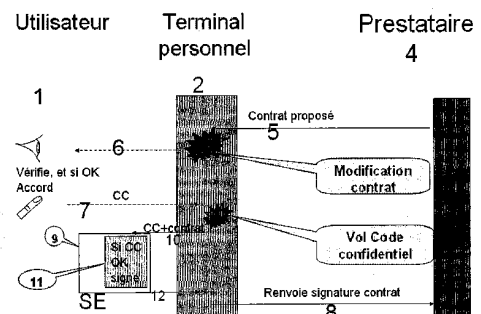 Utilisateur
Terminal
personnel
Prestataire
4
2
1
Contrat proposé
5
6
Vérifie, et si OK
Accord
Modification
contrat
CC
7
CC+contrat
10
9
Si CC
OK
signe
11
Vol Code
confidentiel
SE
12
Renvoie signature contrat
8